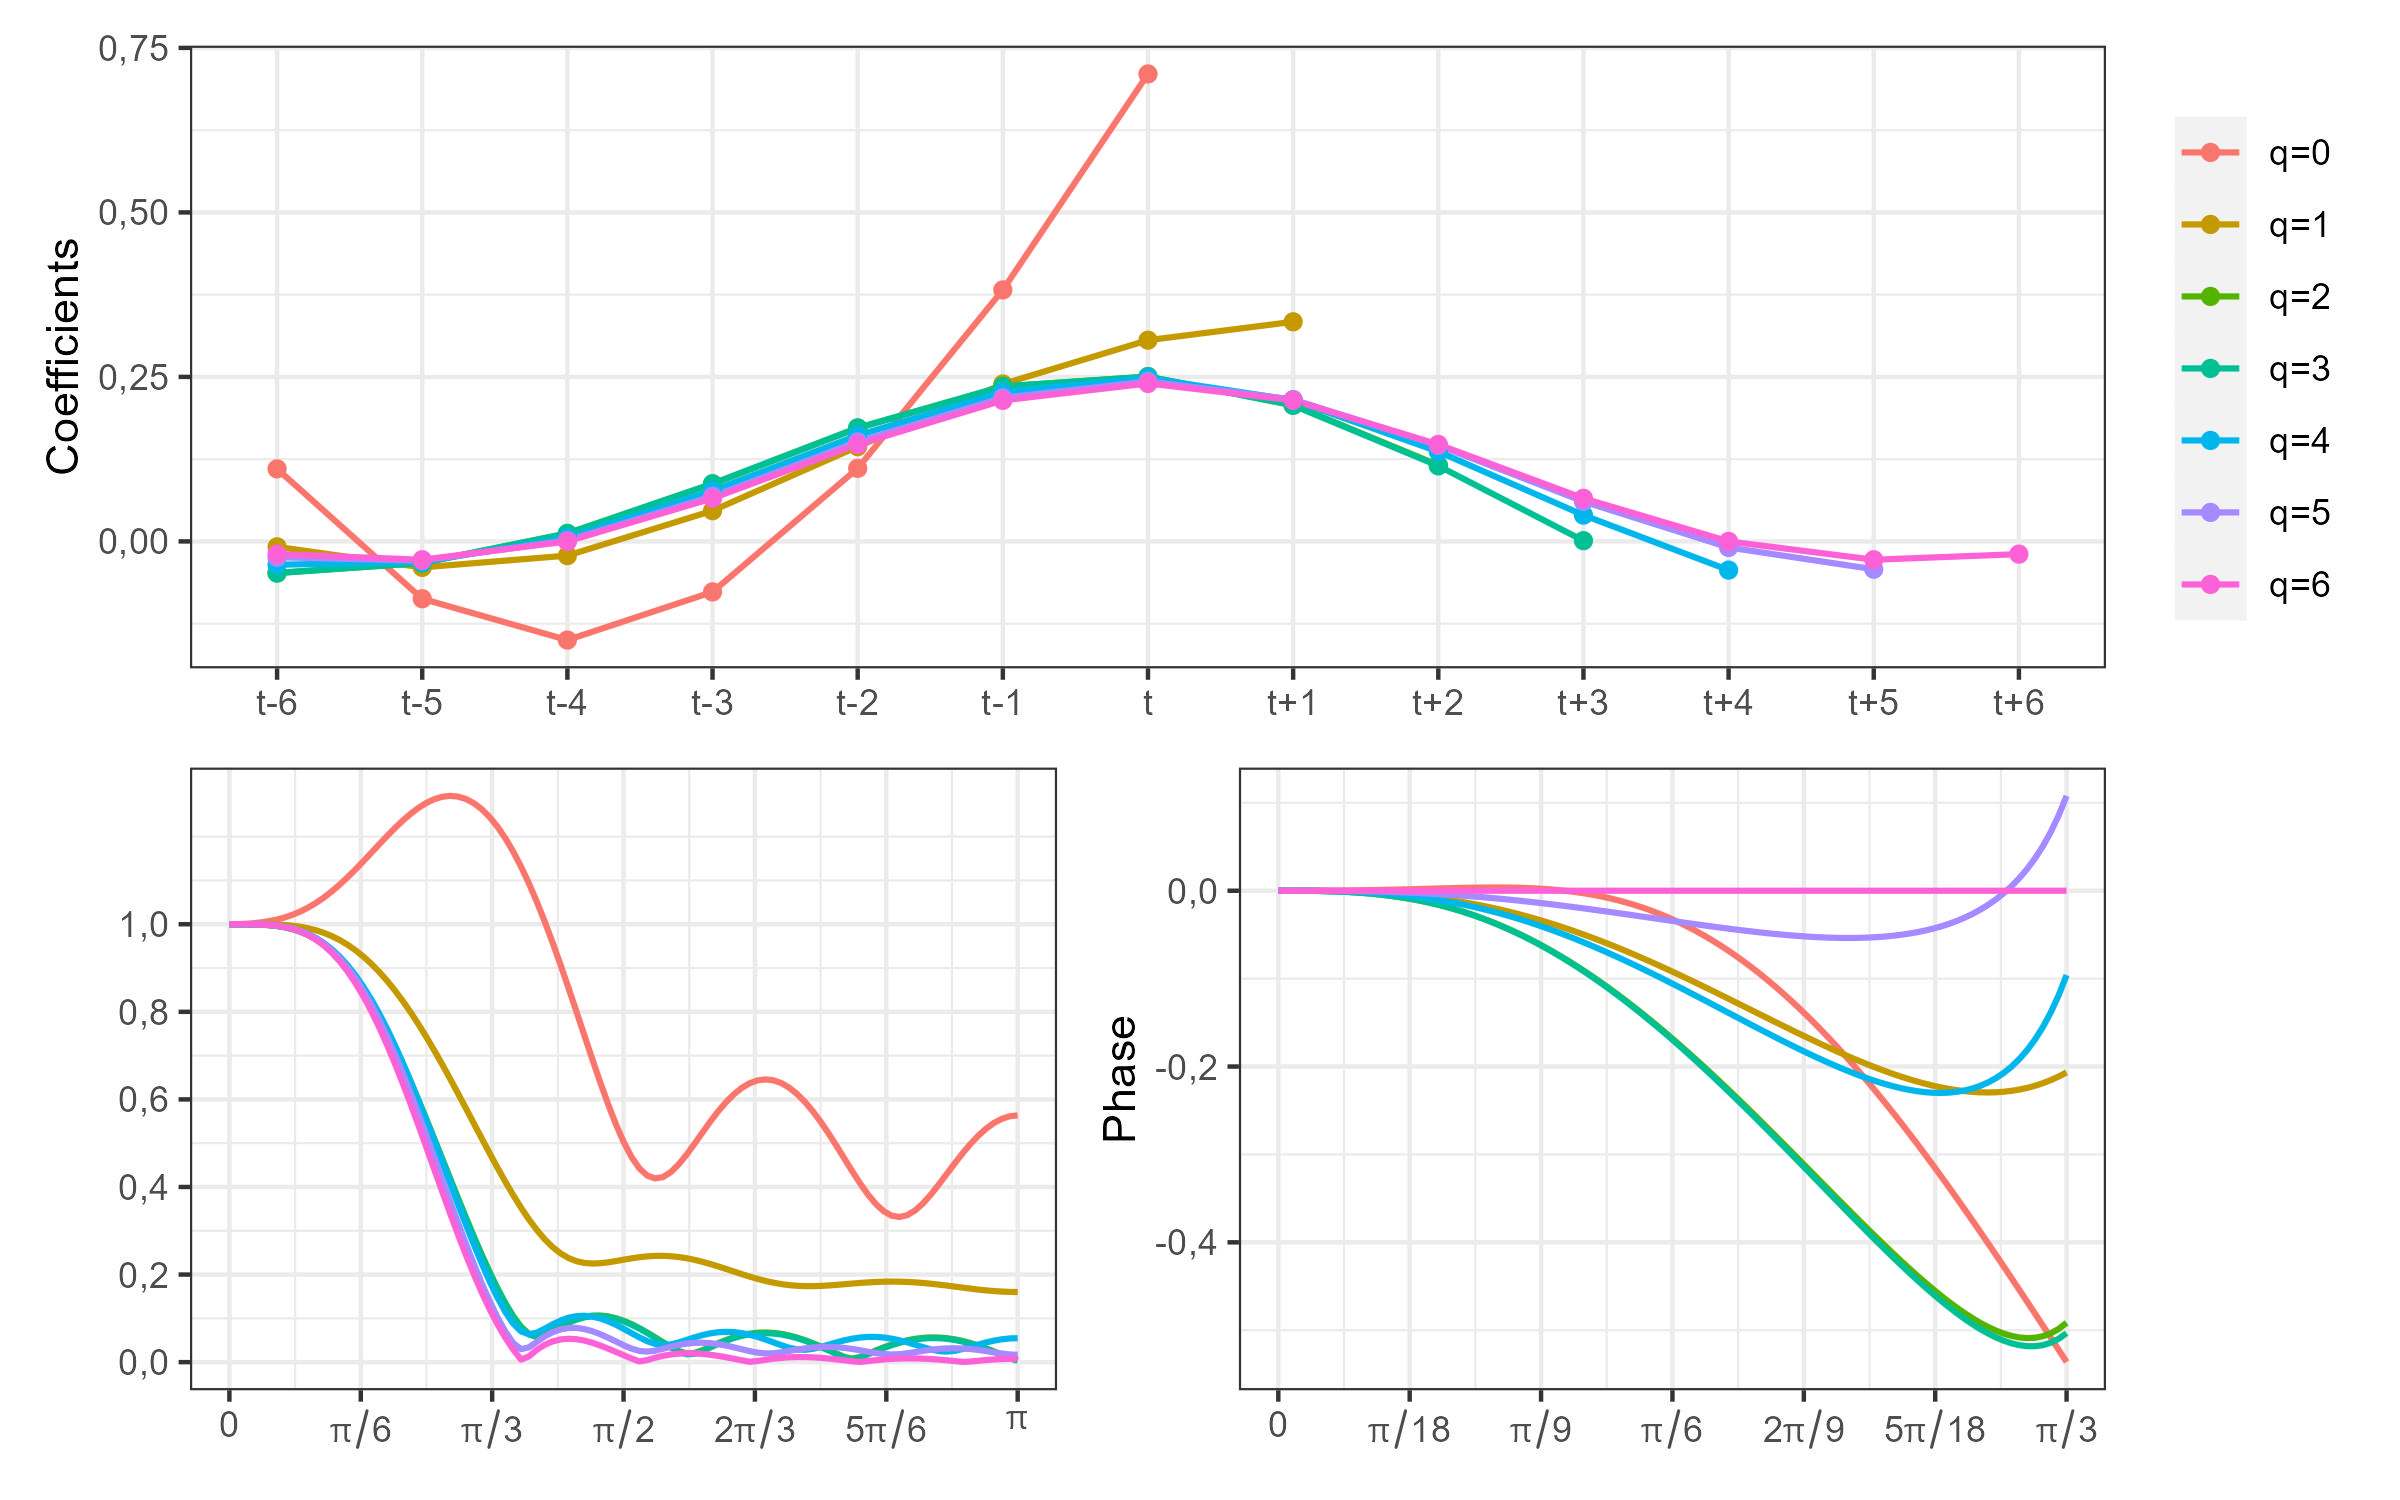 Coefficients
0,75
0,50
0,25
0,00
t-6 t-5 t-4 t-3 t-2 t-1 t t+1 t+2 t+3 t+4 t+5 t+6
q=0
q=1
q=2
q=3
q=4
q=5
q=6
1,0
0,8
0,6
0,4
0,2
0,0
0 π/6 π/3 π/2 2π/3 5π/6 π
Phase
0,0
-0,2
-0,4
0 π/18 π/9 π/6 2π/9 5π/18 π/3